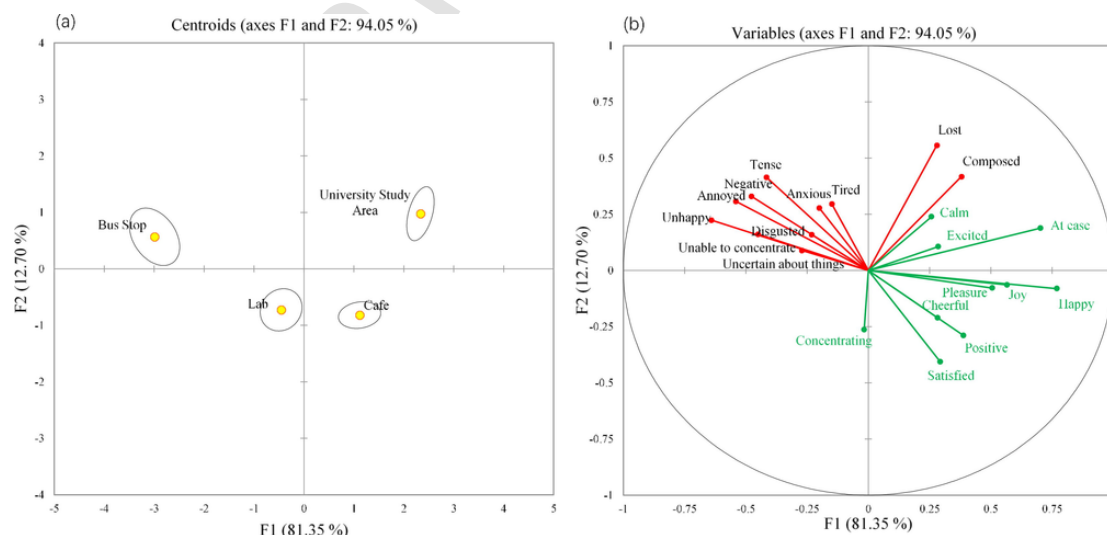 (a)
Centroids (axes F1 and F2: 94.05 %)
4
3
2
1
0
-1
-2
-3
-4
F2 (12.70 %)
Bus Stop
University Study
Area
Lab
Cafe
-5 -4 -3 -2 -1 0 1 2 3 4 5
F1 (81.35 %)
(b)
Variables (axes F1 and F2: 94.05 %)
1
0.75
0.5
0.25
0
-0.25
-0.5
-0.75
-1
F2 (12.70 %)
Lost
Tense
Composed
Negative
Annoyed
Anxious
Tired
Calm
Unhappy
At ease
Disgusted
Excited
Unable to concentrate
Uncertain about things
Pleasure
Joy
Happy
Cheerful
Concentrating
Positive
Satisfied
-1 -0.75 -0.5 -0.25 0 0.25 0.5 0.75 1
F1 (81.35 %)